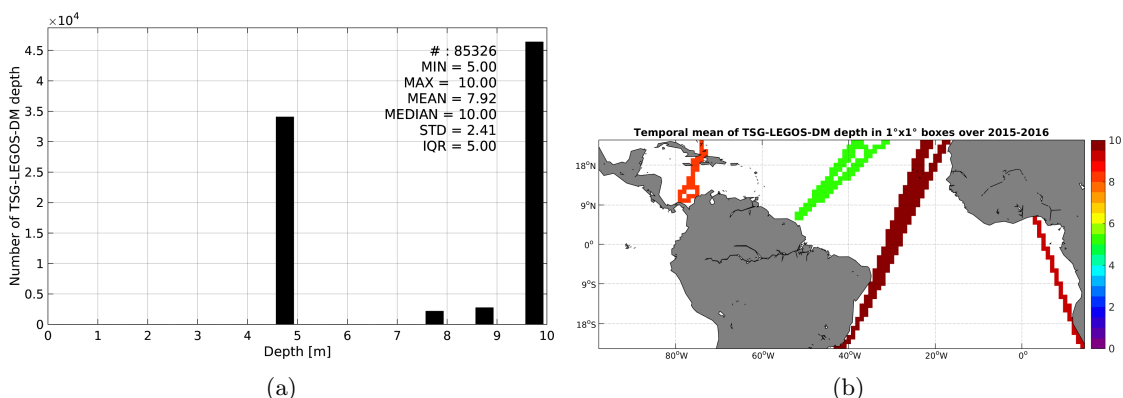 ×10⁴
4.5
4
3.5
3
2.5
2
1.5
1
0.5
0
Number of TSG-LEGOS-DM depth
# : 85326
MIN = 5.00
MAX = 10.00
MEAN = 7.92
MEDIAN = 10.00
STD = 2.41
IQR = 5.00
0 1 2 3 4 5 6 7 8 9 10
Depth [m]
(a)
Temporal mean of TSG-LEGOS-DM depth in 1°x1° boxes over 2015-2016
18°N
9°N
0°
9°S
18°S
80°W 60°W 40°W 20°W 0°
10
8
6
4
2
0
(b)